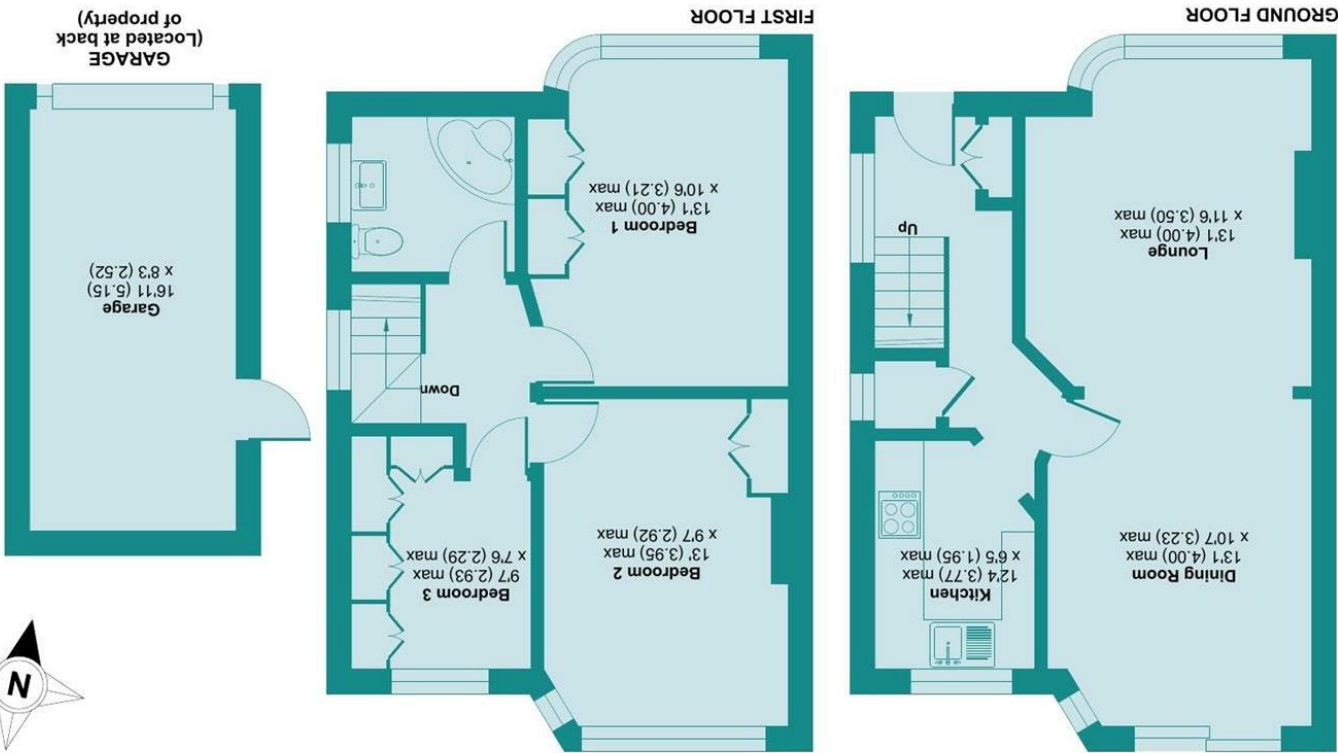 GROUND FLOOR
Dining Room
13'1 (4.00) max
x 10'7 (3.23) max
Kitchen
12'4 (3.77) max
x 6'5 (1.95) max
Lounge
13'1 (4.00) max
x 11'6 (3.50) max
Up
FIRST FLOOR
Bedroom 2
13' (3.95) max
x 9'7 (2.92) max
Bedroom 3
9'7 (2.93) max
x 7'6 (2.29) max
Down
Bedroom 1
13'1 (4.00) max
x 10'6 (3.21) max
Garage
16'11 (5.15)
x 8'3 (2.52)
GARAGE
(Located at back
of property)
N